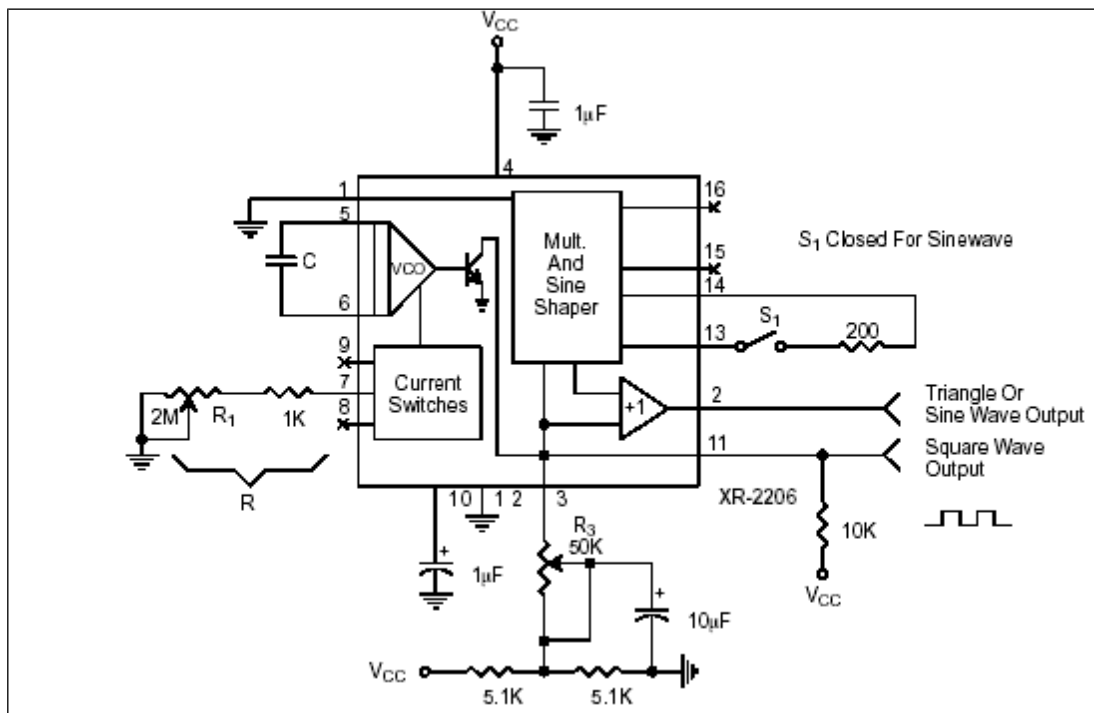 VCC
1µF
4
1
16
5
Mult.
And
Sine
Shaper
S1 Closed For Sinewave
C
VCO
15
14
6
13
S1
200
9
Current
Switches
7
8
2M
R1
1K
+1
2
Triangle Or
Sine Wave Output
11
Square Wave
Output
R
10
1 2
3
XR-2206
R3
50K
10K
+
1µF
+
10µF
VCC
VCC
5.1K
5.1K